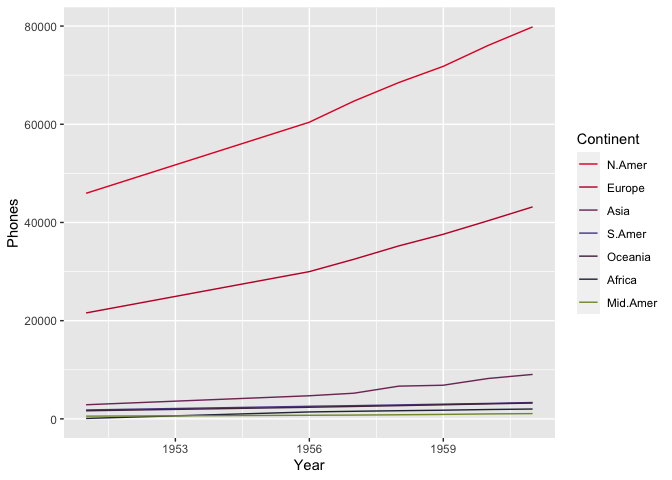 80000
60000
40000
20000
0
Phones
1953
1956
1959
Year
Continent
N.Amer
Europe
Asia
S.Amer
Oceania
Africa
Mid.Amer